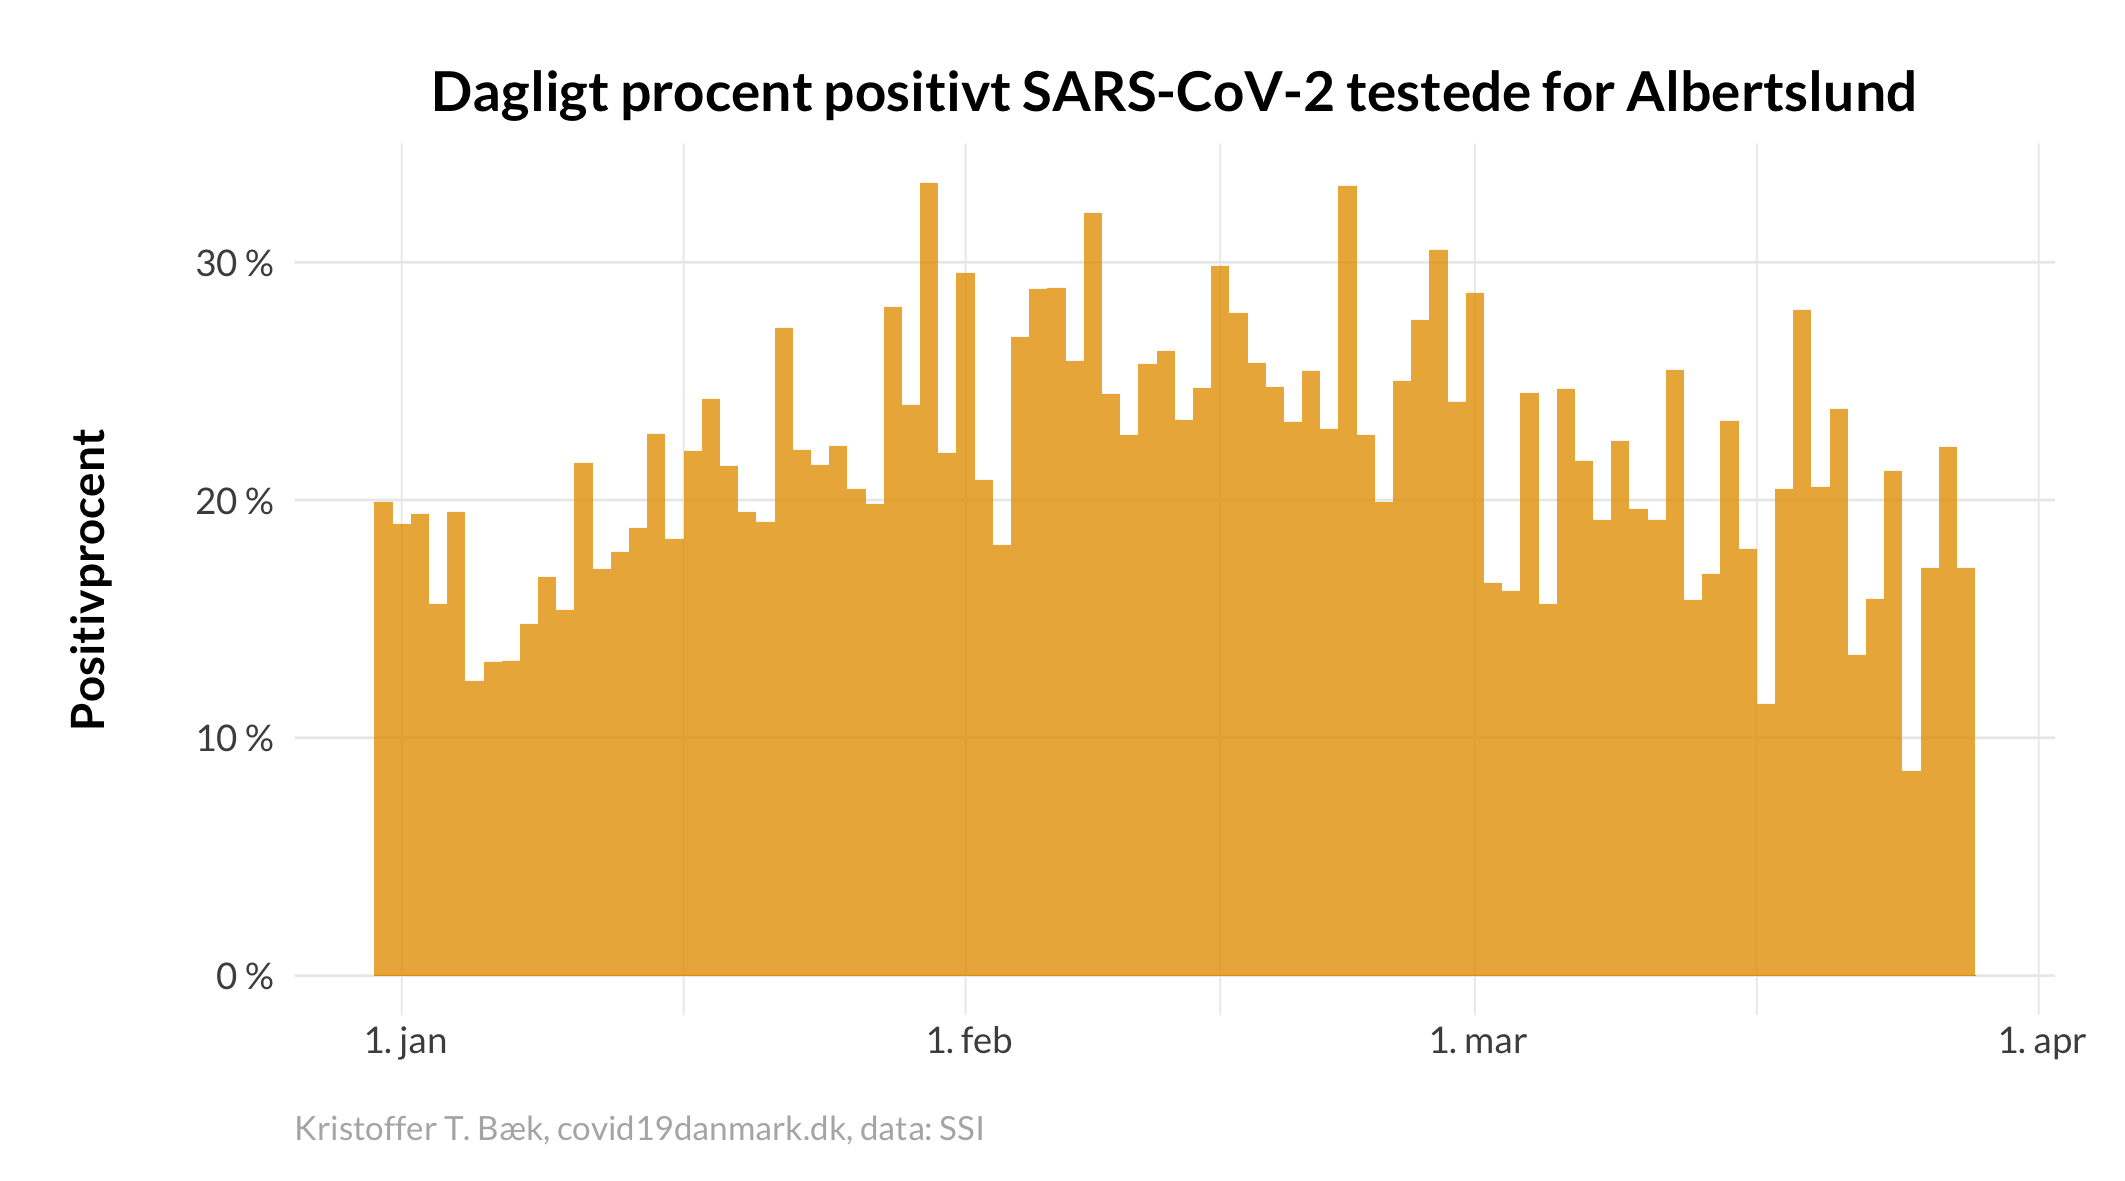 Dagligt procent positivt SARS-CoV-2 testede for Albertslund
Positivprocent
30 %
20 %
10 %
0 %
1. jan
1. feb
1. mar
1. apr
Kristoffer T. Bæk, covid19danmark.dk, data: SSI